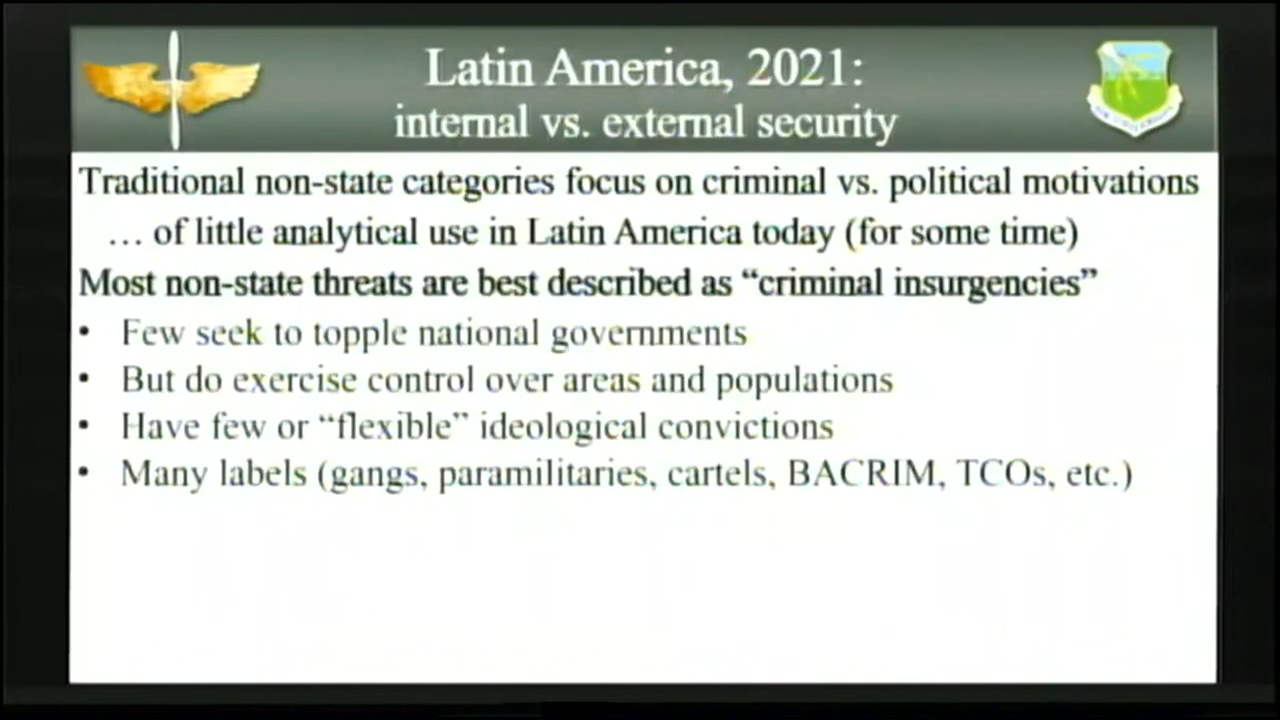 Latin America, 2021:
internal vs. external security
Traditional non-state categories focus on criminal vs. political motivations
… of little analytical use in Latin America today (for some time)
Most non-state threats are best described as “criminal insurgencies”
• Few seek to topple national governments
• But do exercise control over areas and populations
• Have few or “flexible” ideological convictions
• Many labels (gangs, paramilitaries, cartels, BACRIM, TCOs, etc.)